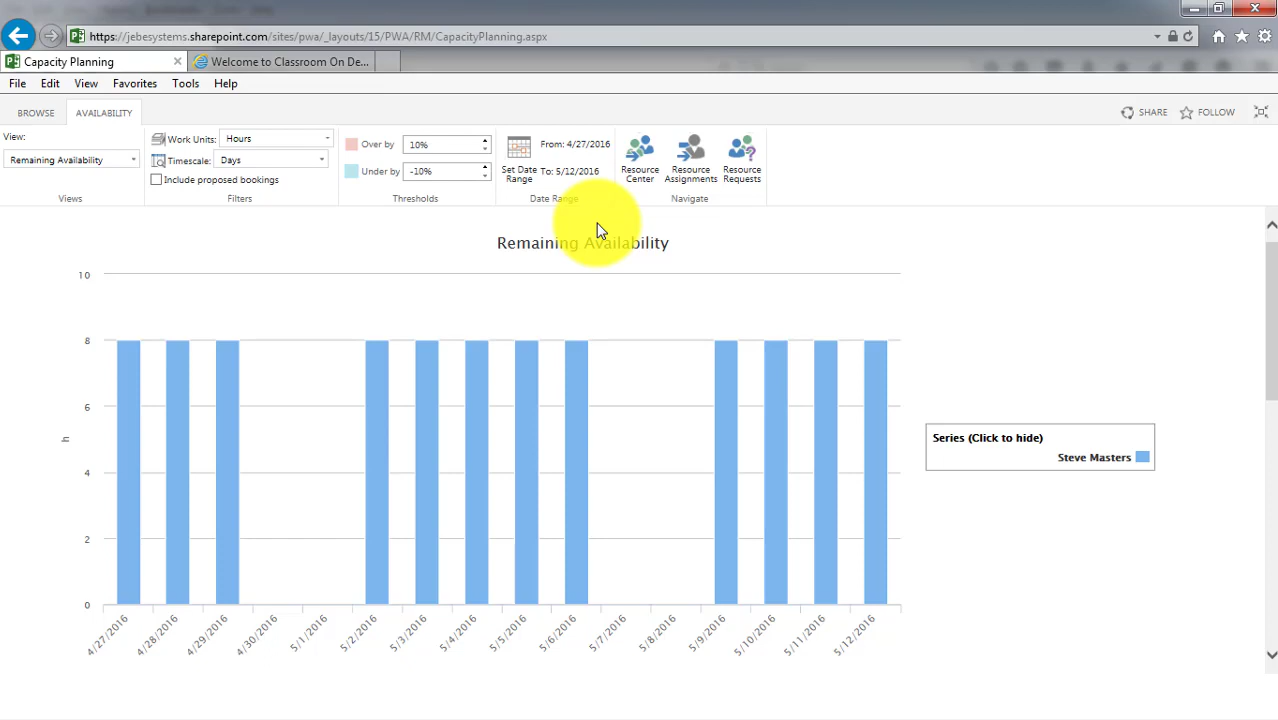 https://jebesystems.sharepoint.com/sites/pwa/_layouts/15/PWA/RM/CapacityPlanning.aspx
Capacity Planning
Welcome to Classroom On De...
File Edit View Favorites Tools Help
BROWSE AVAILABILITY
SHARE FOLLOW
View:
Remaining Availability
Views
Work Units: Hours
Timescale: Days
Include proposed bookings
Filters
Over by 10%
Under by -10%
Thresholds
Set Date Range
From: 4/27/2016
To: 5/12/2016
Date Range
Resource Center
Resource Assignments
Resource Requests
Navigate
Remaining Availability
10
8
6
4
2
0
h
4/27/2016 4/28/2016 4/29/2016 4/30/2016 5/1/2016 5/2/2016 5/3/2016 5/4/2016 5/5/2016 5/6/2016 5/7/2016 5/8/2016 5/9/2016 5/10/2016 5/11/2016 5/12/2016
Series (Click to hide)
Steve Masters